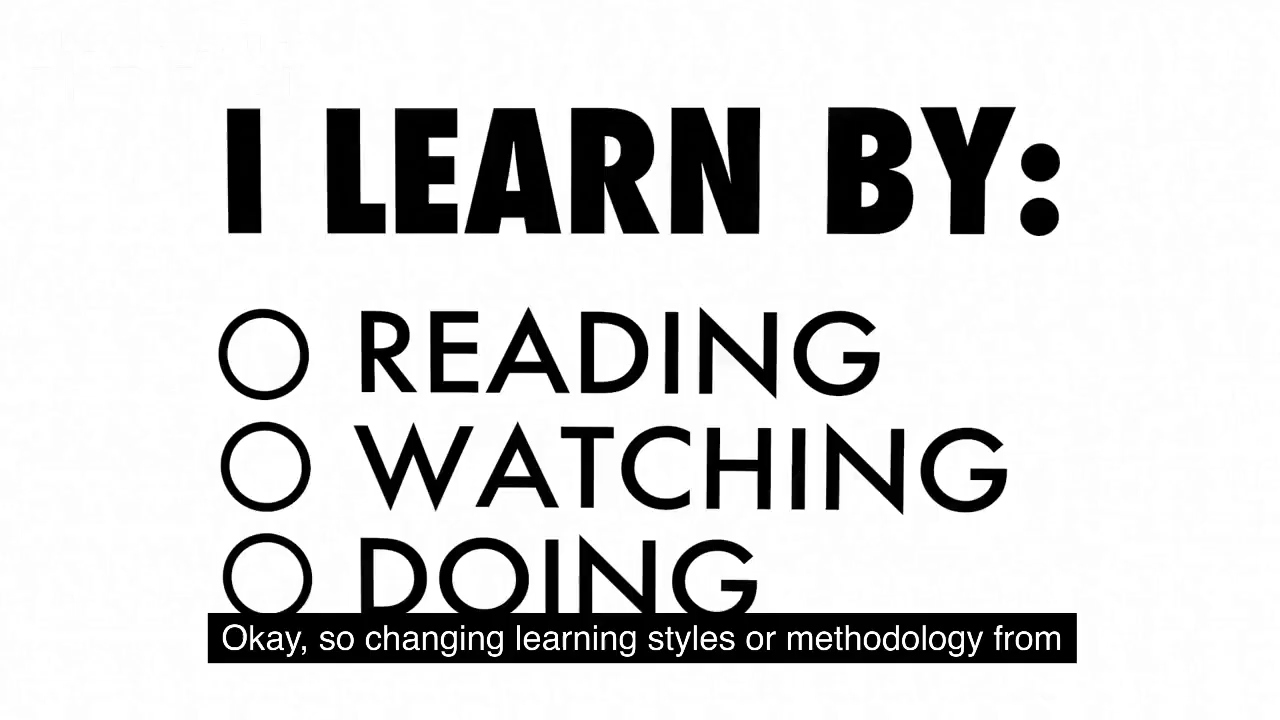 I LEARN BY:
READING
WATCHING
DOING
Okay, so changing learning styles or methodology from